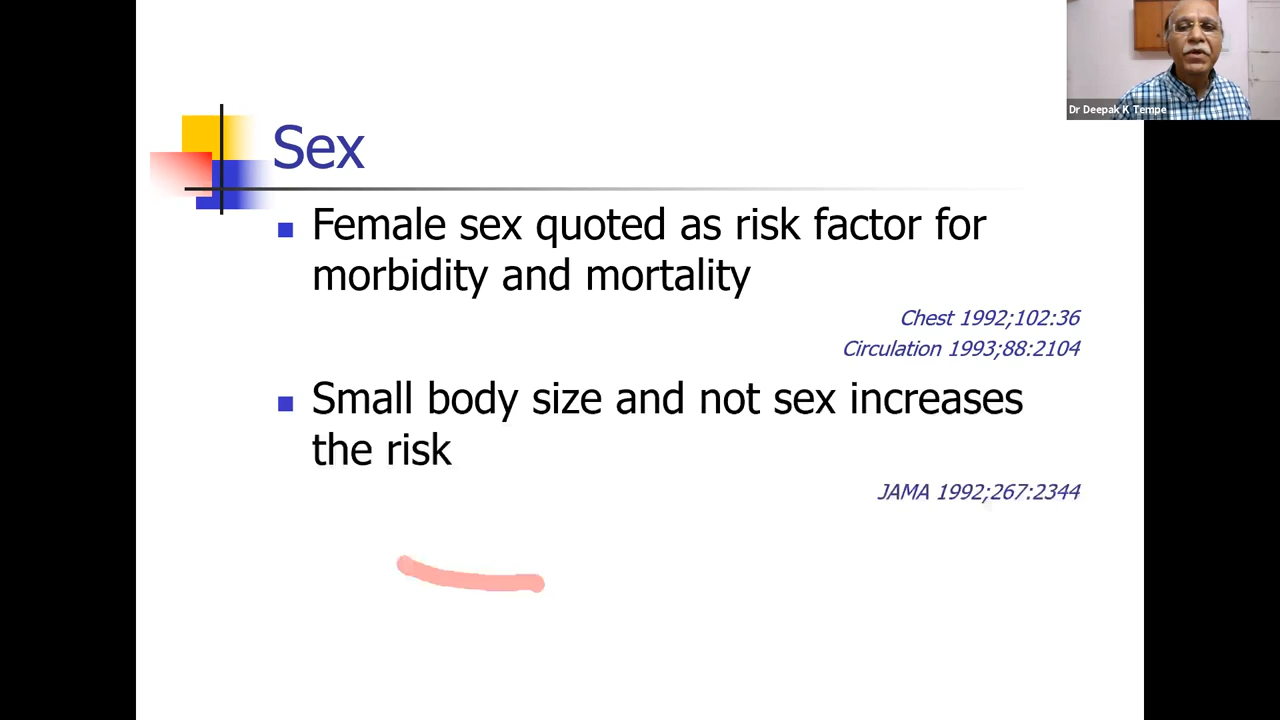 Dr Deepak K Tempe
Sex
Female sex quoted as risk factor for
morbidity and mortality
Chest 1992;102:36
Circulation 1993;88:2104
Small body size and not sex increases
the risk
JAMA 1992;267:2344